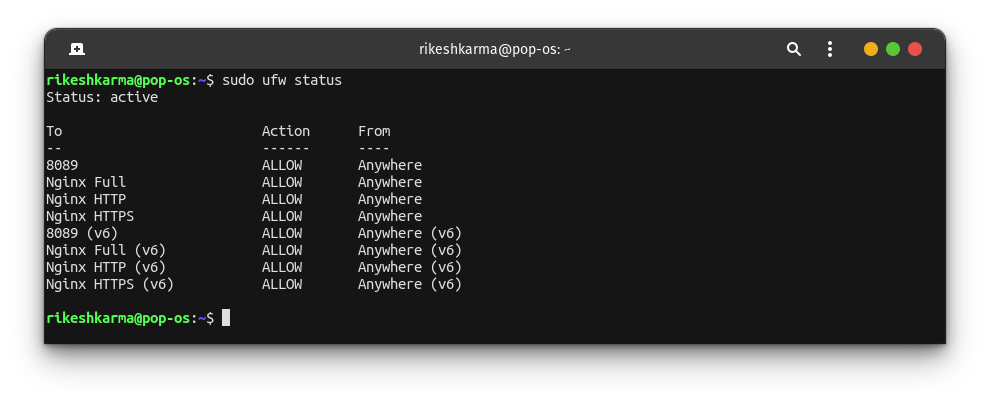 rikeshkarma@pop-os: ~
rikeshkarma@pop-os:~$ sudo ufw status
Status: active
To                         Action      From
--                         ------      ----
8089                       ALLOW       Anywhere
Nginx Full                 ALLOW       Anywhere
Nginx HTTP                 ALLOW       Anywhere
Nginx HTTPS                ALLOW       Anywhere
8089 (v6)                  ALLOW       Anywhere (v6)
Nginx Full (v6)            ALLOW       Anywhere (v6)
Nginx HTTP (v6)            ALLOW       Anywhere (v6)
Nginx HTTPS (v6)           ALLOW       Anywhere (v6)
rikeshkarma@pop-os:~$